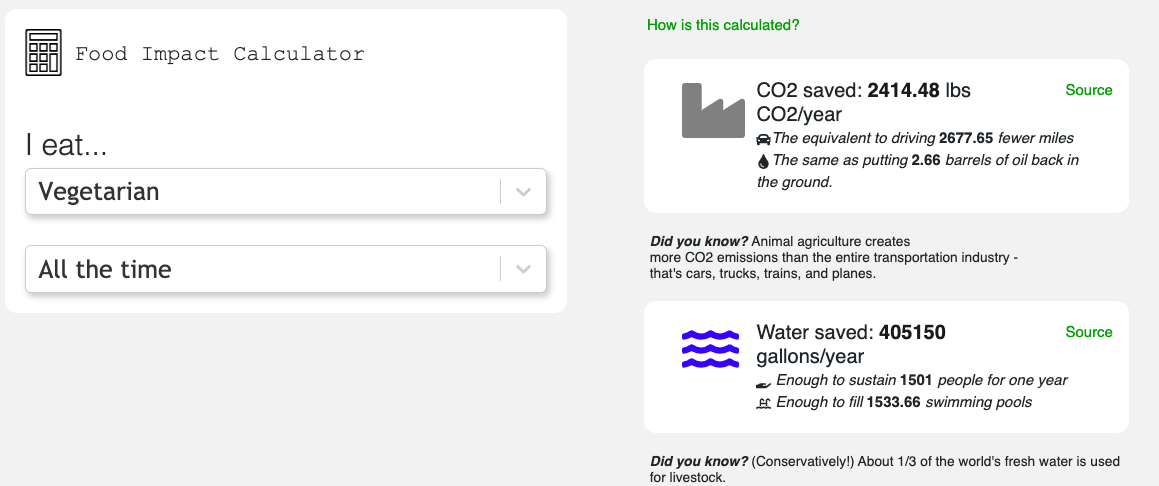 Food Impact Calculator
I eat...
Vegetarian
All the time
How is this calculated?
CO2 saved: 2414.48 lbs
CO2/year
Source
The equivalent to driving 2677.65 fewer miles
The same as putting 2.66 barrels of oil back in
the ground.
Did you know? Animal agriculture creates
more CO2 emissions than the entire transportation industry -
that's cars, trucks, trains, and planes.
Water saved: 405150
gallons/year
Source
Enough to sustain 1501 people for one year
Enough to fill 1533.66 swimming pools
Did you know? (Conservatively!) About 1/3 of the world's fresh water is used
for livestock.